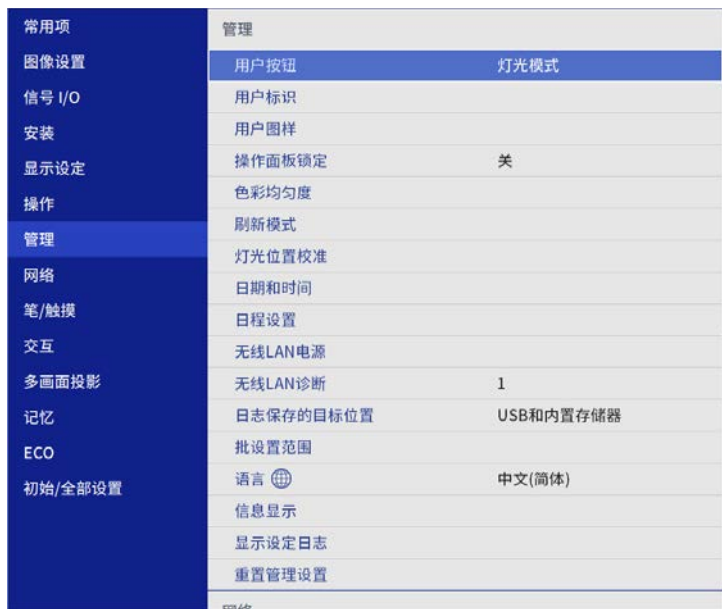 常用项
图像设置
信号 I/O
安装
显示设定
操作
管理
网络
笔/触摸
交互
多画面投影
记忆
ECO
初始/全部设置
管理
用户按钮 灯光模式
用户标识
用户图样
操作面板锁定 关
色彩均匀度
刷新模式
灯光位置校准
日期和时间
日程设置
无线LAN电源
无线LAN诊断 1
日志保存的目标位置 USB和内置存储器
批设置范围
语言 中文(简体)
信息显示
显示设定日志
重置管理设置